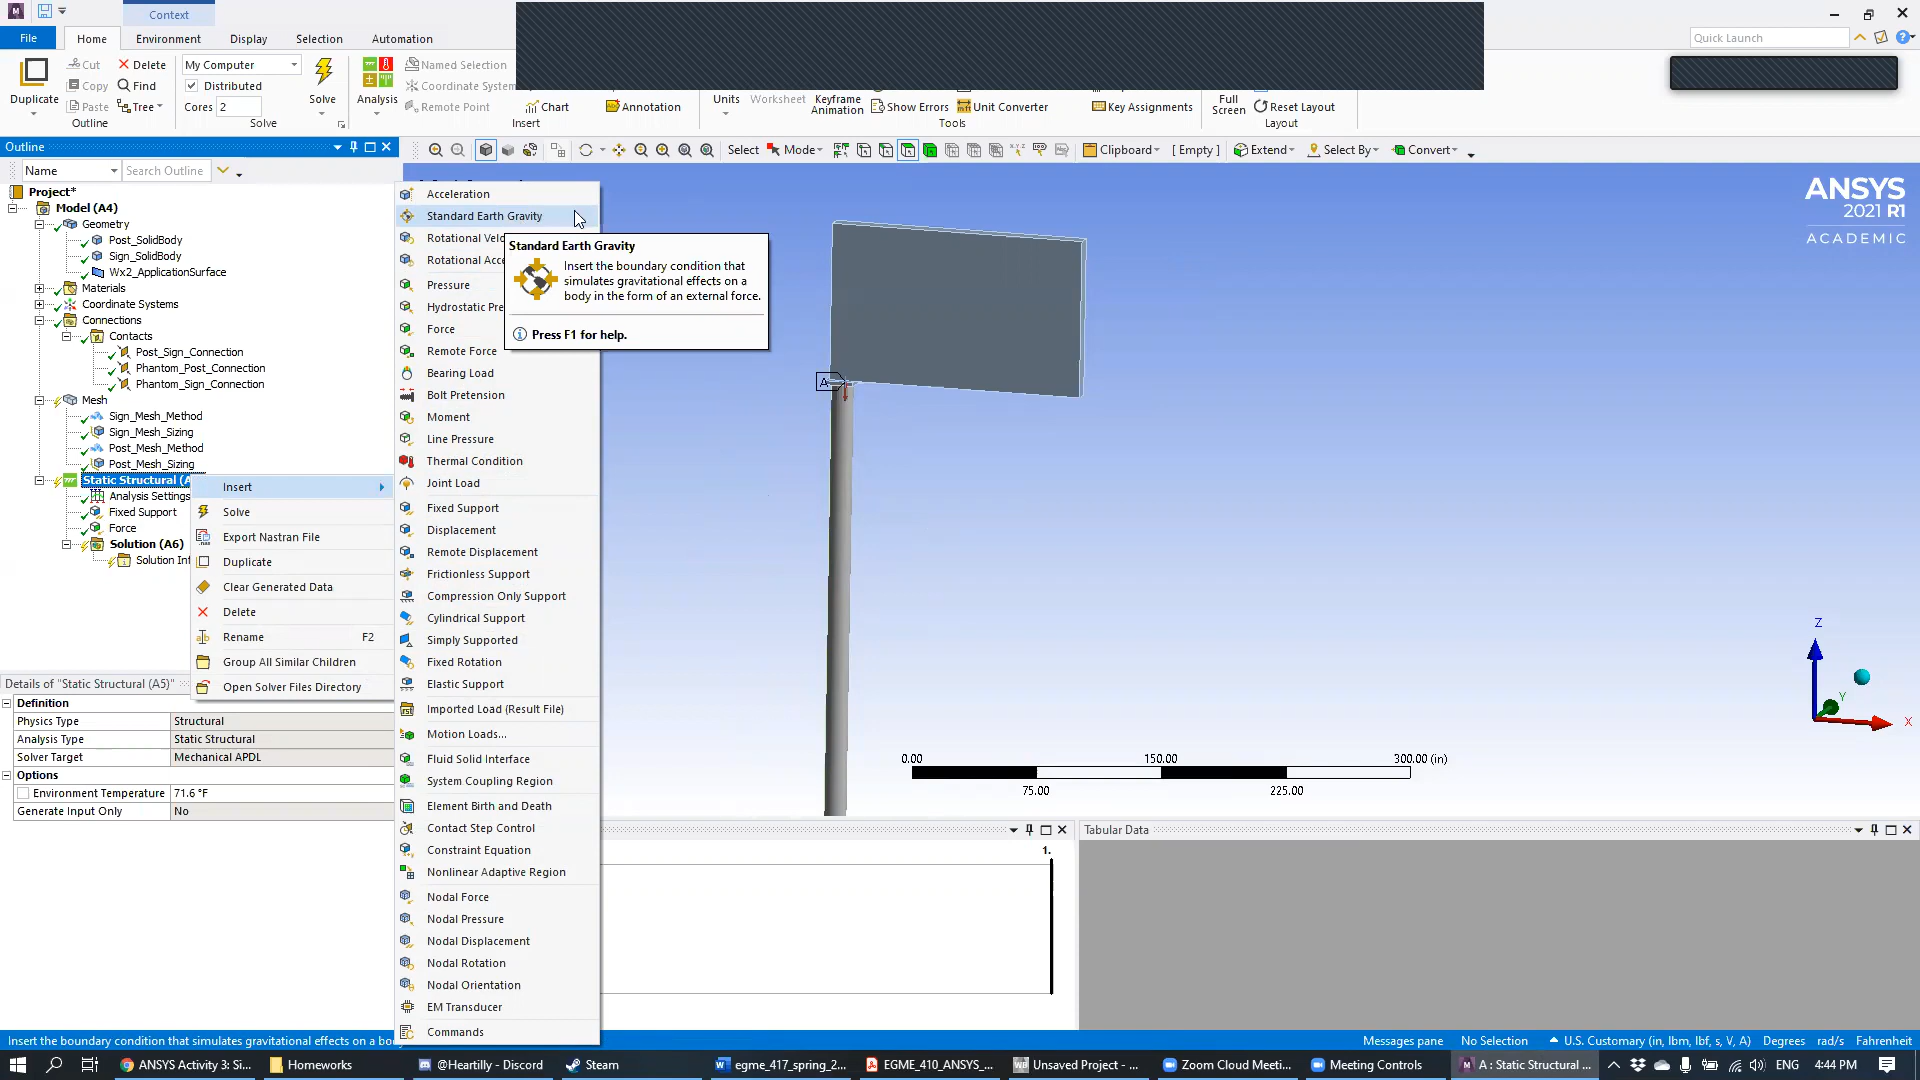 Context
File
Home
Environment
Display
Selection
Automation
Quick Launch
Duplicate
Cut
Copy
Paste
Delete
Find
Tree
Outline
My Computer
Distributed
Cores 2
Solve
Solve
Analysis
Named Selection
Coordinate System
Remote Point
Chart
Annotation
Insert
Units
Worksheet
Keyframe
Animation
Show Errors
Unit Converter
Key Assignments
Tools
Full
Screen
Reset Layout
Layout
Outline
Name
Search Outline
Select
Mode
Clipboard
[ Empty ]
Extend
Select By
Convert
Project*
Model (A4)
Geometry
Post_SolidBody
Sign_SolidBody
Wx2_ApplicationSurface
Materials
Coordinate Systems
Connections
Contacts
Post_Sign_Connection
Phantom_Post_Connection
Phantom_Sign_Connection
Mesh
Sign_Mesh_Method
Sign_Mesh_Sizing
Post_Mesh_Method
Post_Mesh_Sizing
Static Structural (A
Analysis Settings
Fixed Support
Force
Solution (A6)
Solution Inf
Insert
Solve
Export Nastran File
Duplicate
Clear Generated Data
Delete
Rename F2
Group All Similar Children
Open Solver Files Directory
Acceleration
Standard Earth Gravity
Rotational Velo
Rotational Acce
Pressure
Hydrostatic Pre
Force
Remote Force
Bearing Load
Bolt Pretension
Moment
Line Pressure
Thermal Condition
Joint Load
Fixed Support
Displacement
Remote Displacement
Frictionless Support
Compression Only Support
Cylindrical Support
Simply Supported
Fixed Rotation
Elastic Support
Imported Load (Result File)
Motion Loads...
Fluid Solid Interface
System Coupling Region
Element Birth and Death
Contact Step Control
Constraint Equation
Nonlinear Adaptive Region
Nodal Force
Nodal Pressure
Nodal Displacement
Nodal Rotation
Nodal Orientation
EM Transducer
Commands
Standard Earth Gravity
Insert the boundary condition that
simulates gravitational effects on a
body in the form of an external force.
Press F1 for help.
A
ANSYS
2021 R1
ACADEMIC
Z
Y
X
0.00 150.00 300.00 (in)
75.00 225.00
Details of "Static Structural (A5)"
Definition
Physics Type Structural
Analysis Type Static Structural
Solver Target Mechanical APDL
Options
Environment Temperature 71.6 °F
Generate Input Only No
1.
Tabular Data
Insert the boundary condition that simulates gravitational effects on a bo
Messages pane
No Selection
U.S. Customary (in, lbm, lbf, s, V, A)
Degrees
rad/s
Fahrenheit
ANSYS Activity 3: Si...
Homeworks
@Heartilly - Discord
Steam
egme_417_spring_2...
EGME_410_ANSYS_...
Unsaved Project - ...
Zoom Cloud Meeti...
Meeting Controls
A : Static Structural ...
ENG
4:44 PM